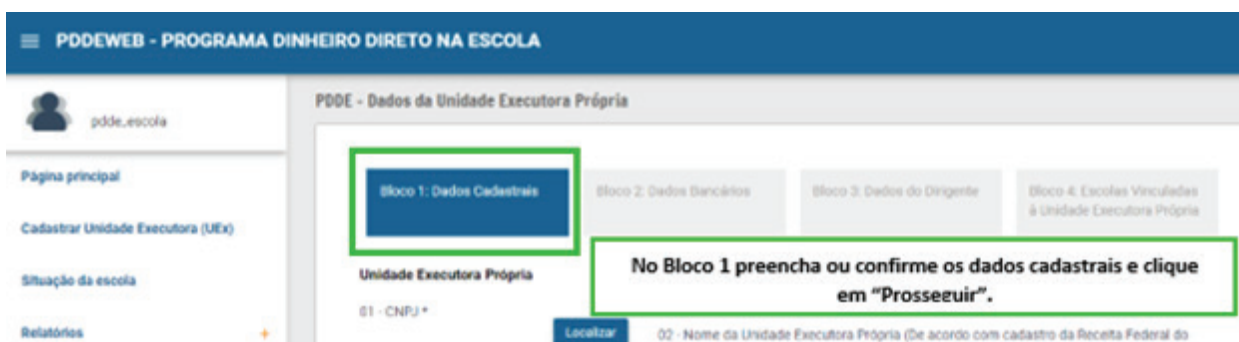 PDDEWEB - PROGRAMA DINHEIRO DIRETO NA ESCOLA
pdde_escola
Página principal
Cadastrar Unidade Executora (UEx)
Situação da escola
Relatórios +
PDDE - Dados da Unidade Executora Própria
Bloco 1: Dados Cadastrais
Bloco 2: Dados Bancários
Bloco 3: Dados do Dirigente
Bloco 4: Escolas Vinculadas
à Unidade Executora Própria
No Bloco 1 preencha ou confirme os dados cadastrais e clique
em “Prosseguir”.
Unidade Executora Própria
01 - CNPJ *
Localizar
02 - Nome da Unidade Executora Própria (De acordo com cadastro da Receita Federal do